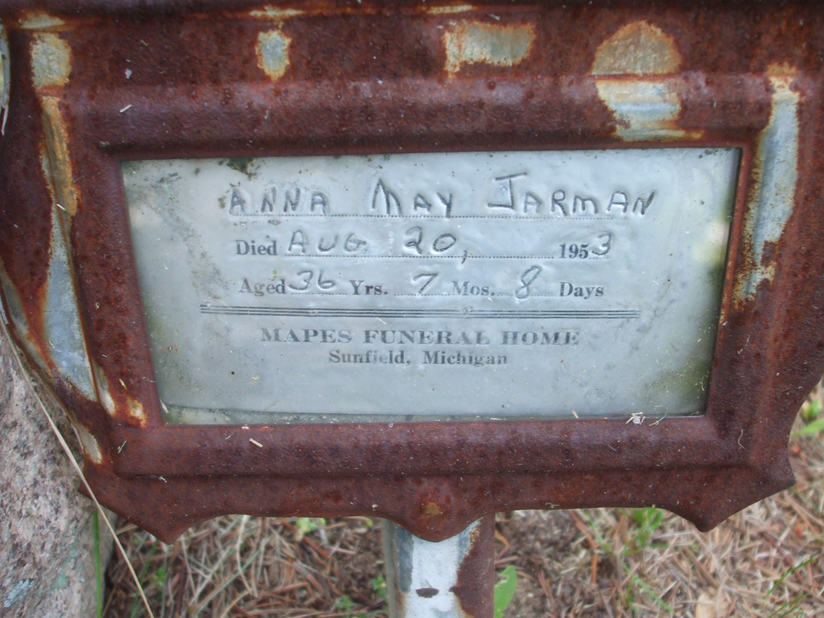 ANNA MAY JARMAN
Died AUG 20, 1953
Aged 36 Yrs. 7 Mos. 8 Days
MAPES FUNERAL HOME
Sunfield, Michigan